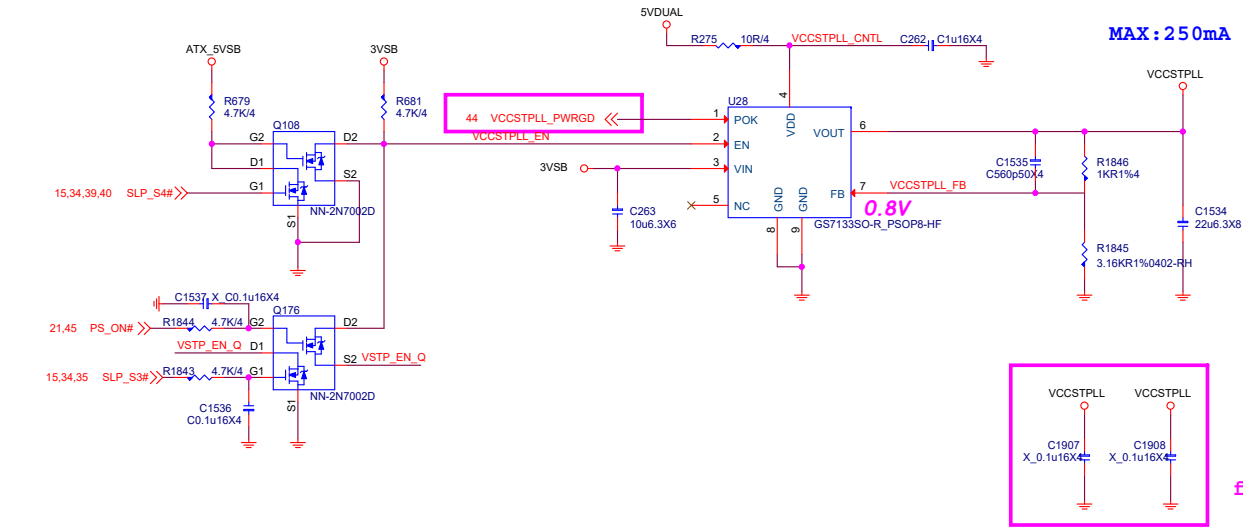 5VDUAL
MAX:250mA
R275 10R/4 VCCSTPLL_CNTL C262 C1u16X4
ATX_5VSB
3VSB
VCCSTPLL
R679
4.7K/4
R681
4.7K/4
U28
4
44 VCCSTPLL_PWRGD
1 POK
VDD
VOUT 6
VCCSTPLL_EN
2 EN
Q108
G2 D2
D1
S2
G1
S1
NN-2N7002D
15,34,39,40 SLP_S4#
3VSB
3 VIN
C1535
C560p50X4
R1846
1KR1%4
FB 7 VCCSTPLL_FB
0.8V
5 NC
GND
GND
8
9
GS7133SO-R_PSOP8-HF
C263
10u6.3X6
C1534
22u6.3X8
R1845
3.16KR1%0402-RH
C1537 X_C0.1u16X4
Q176
21,45 PS_ON# R1844 4.7K/4 G2 D2
VSTP_EN_Q D1
S2 VSTP_EN_Q
15,34,35 SLP_S3# R1843 4.7K/4 G1
S1
NN-2N7002D
C1536
C0.1u16X4
VCCSTPLL
VCCSTPLL
C1907
X_0.1u16X4
C1908
X_0.1u16X4
f